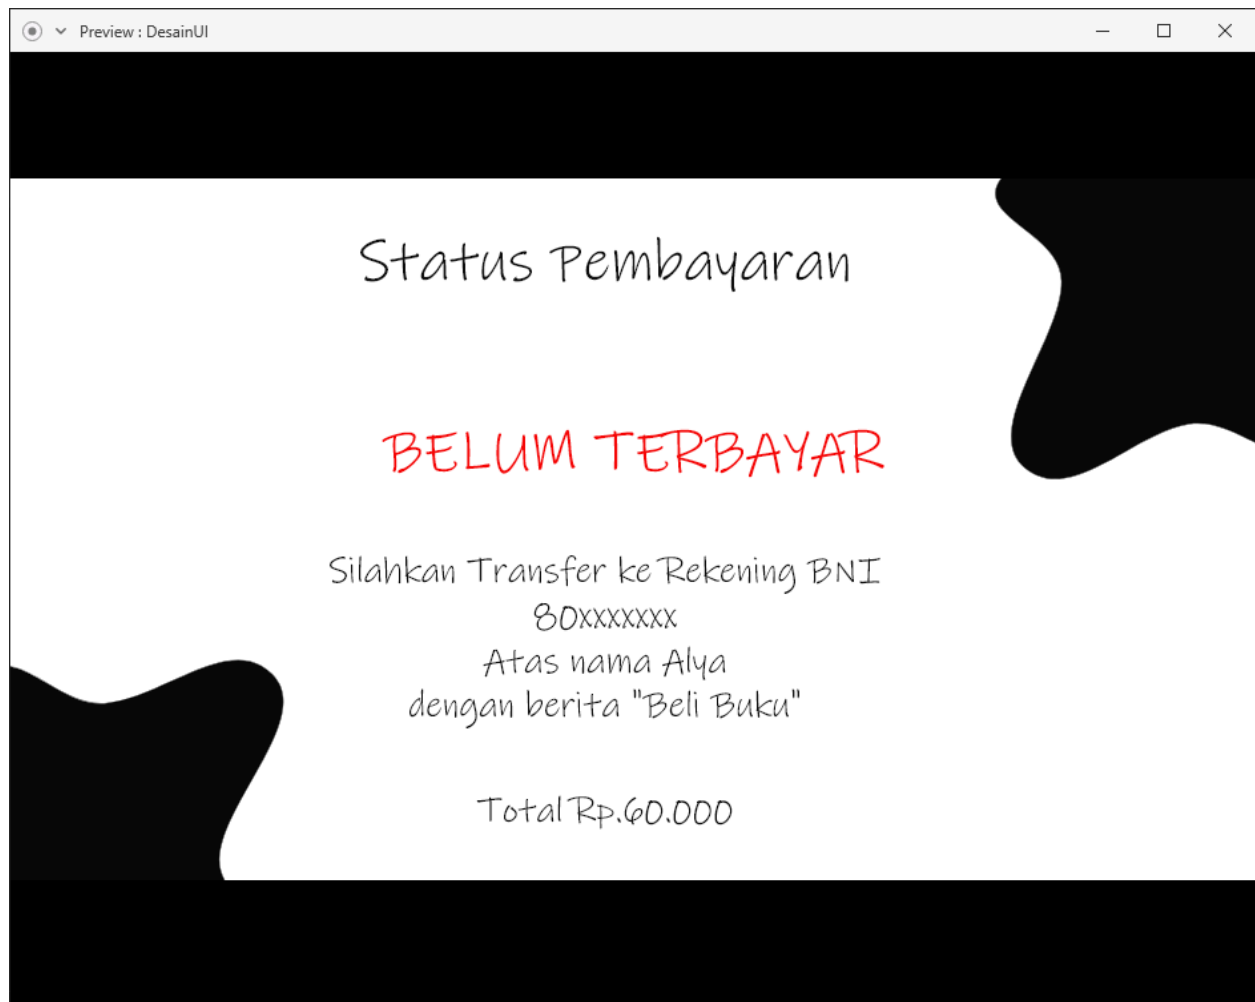 Preview : DesainUI
Status Pembayaran
BELUM TERBAYAR
Silahkan Transfer ke Rekening BNI
80xxxxxxx
Atas nama Alya
dengan berita "Beli Buku"
Total Rp.60.000